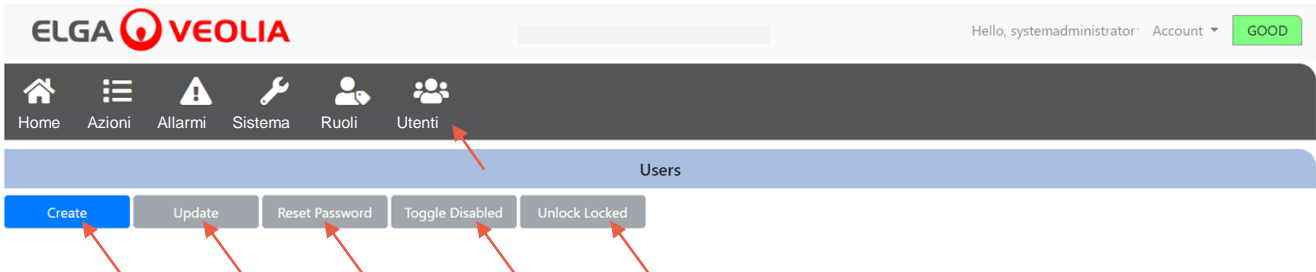 ELGA VEOLIA
Hello, systemadministrator Account GOOD
Home Azioni Allarmi Sistema Ruoli Utenti
Users
Create Update Reset Password Toggle Disabled Unlock Locked